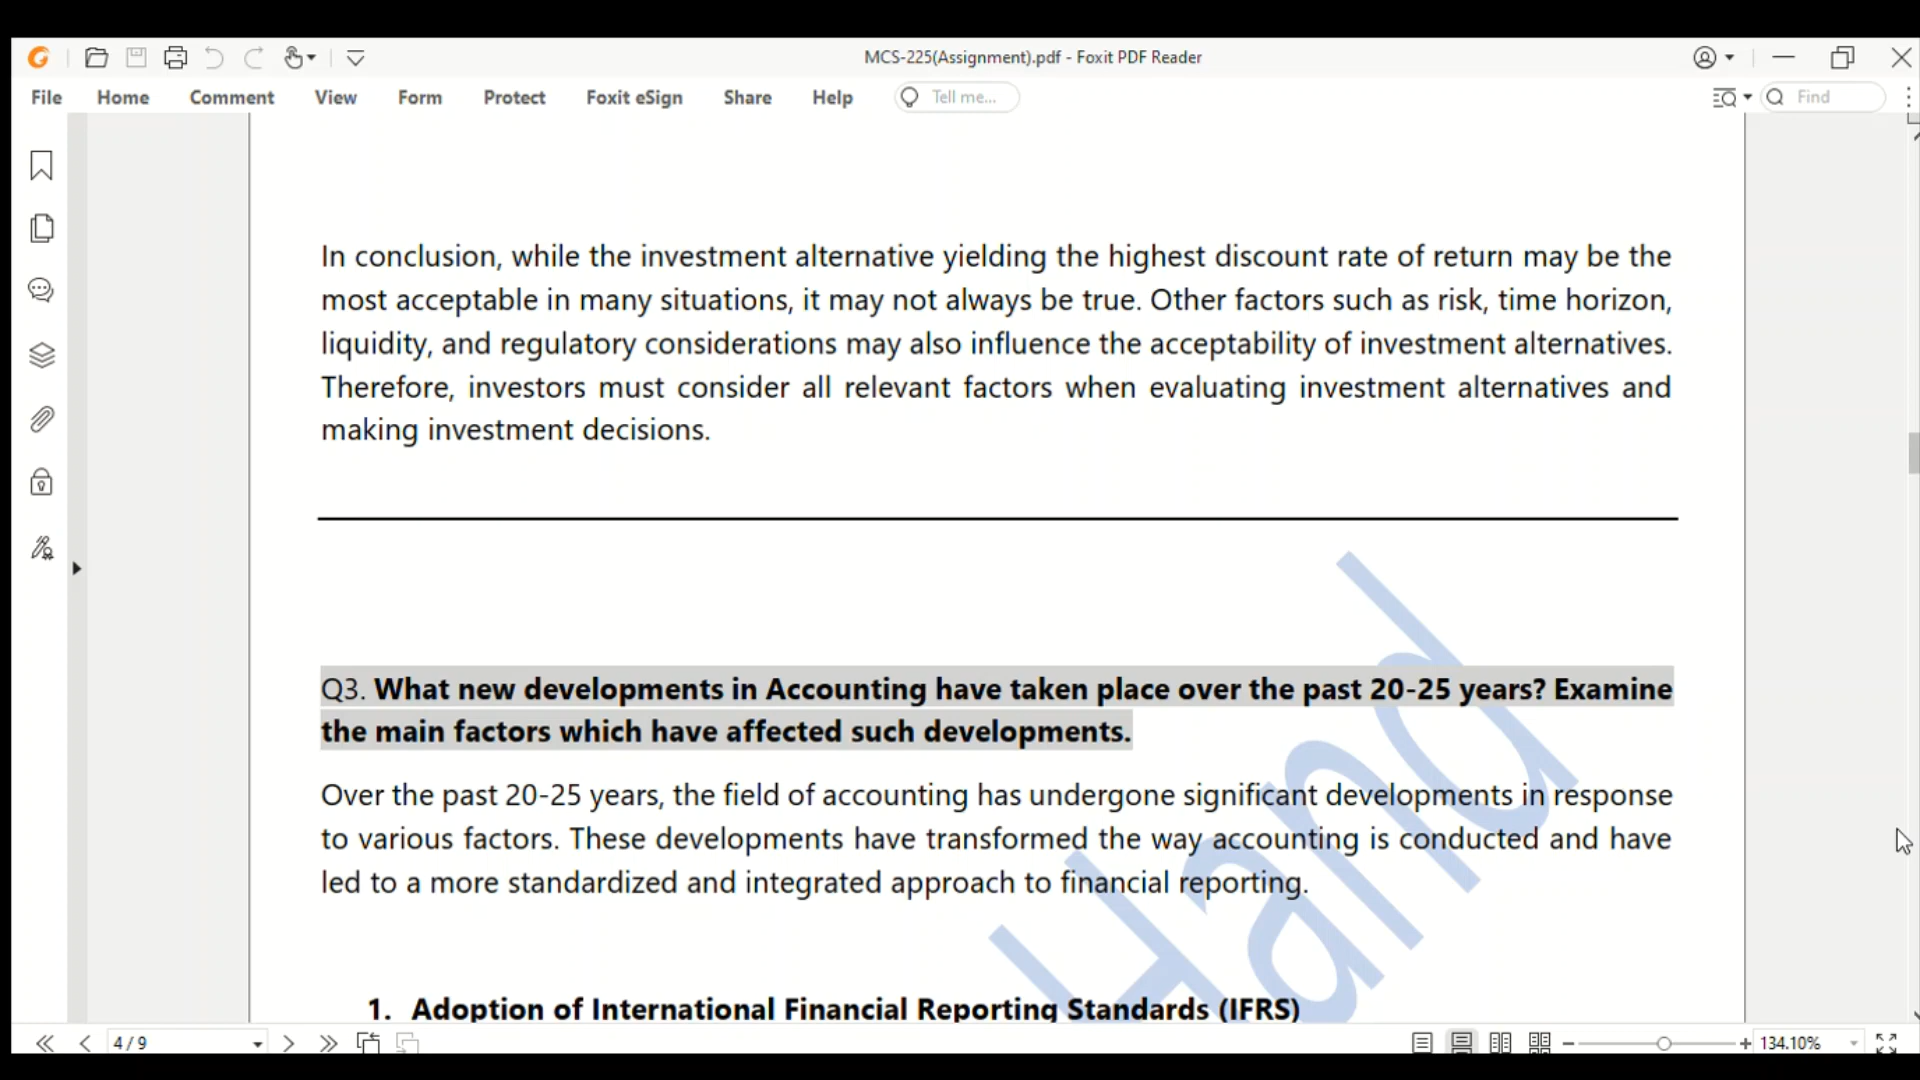 MCS-225(Assignment).pdf - Foxit PDF Reader
File Home Comment View Form Protect Foxit eSign Share Help Tell me... Find
In conclusion, while the investment alternative yielding the highest discount rate of return may be the
most acceptable in many situations, it may not always be true. Other factors such as risk, time horizon,
liquidity, and regulatory considerations may also influence the acceptability of investment alternatives.
Therefore, investors must consider all relevant factors when evaluating investment alternatives and
making investment decisions.
Q3. What new developments in Accounting have taken place over the past 20-25 years? Examine
the main factors which have affected such developments.
Over the past 20-25 years, the field of accounting has undergone significant developments in response
to various factors. These developments have transformed the way accounting is conducted and have
led to a more standardized and integrated approach to financial reporting.
Hand
1. Adoption of International Financial Reporting Standards (IFRS)
4 / 9 134.10%